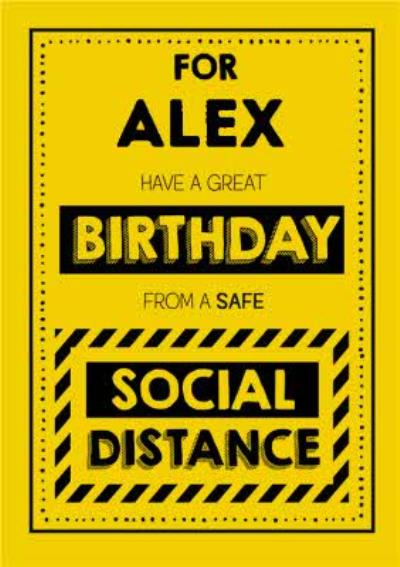 FOR
ALEX
HAVE A GREAT
BIRTHDAY
FROM A SAFE
SOCIAL
DISTANCE